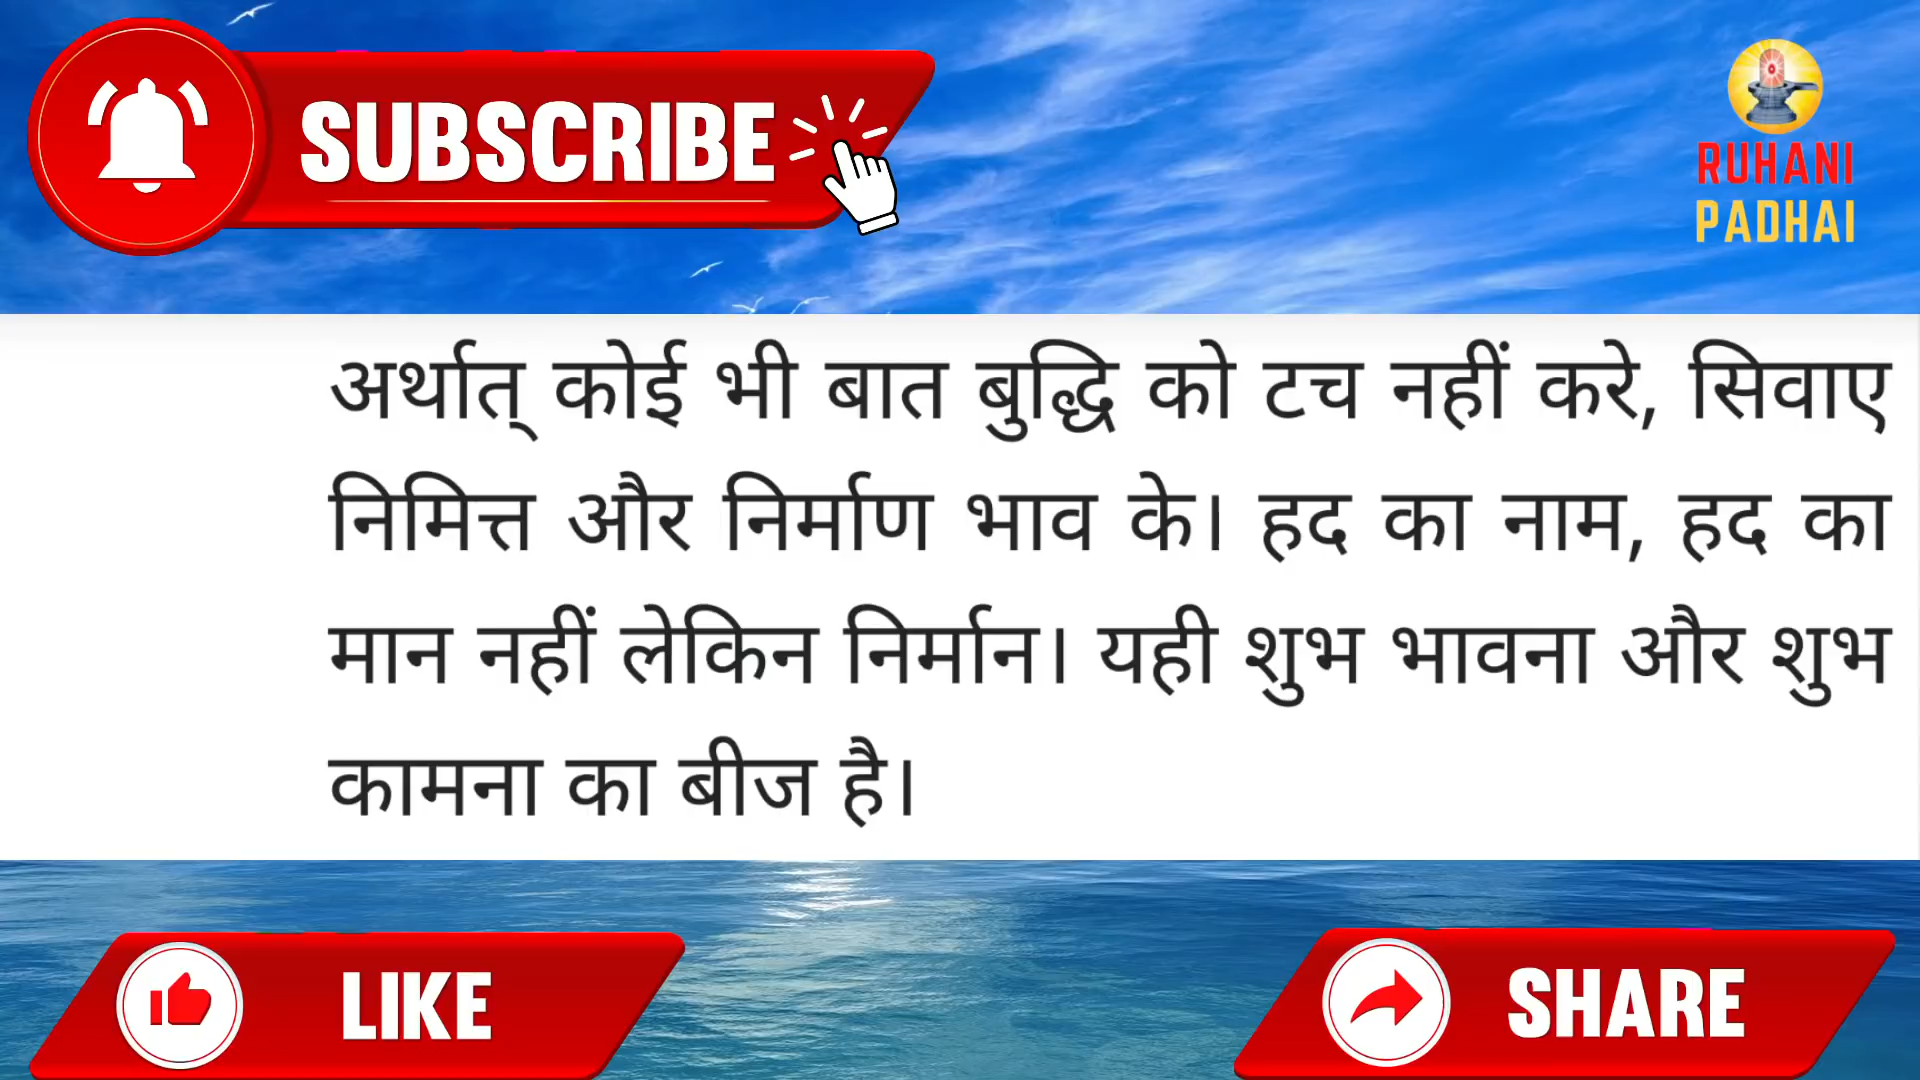 SUBSCRIBE
RUHANI
PADHAI
अर्थात् कोई भी बात बुद्धि को टच नहीं करे, सिवाए
निमित्त और निर्माण भाव के। हद का नाम, हद का
मान नहीं लेकिन निर्मान। यही शुभ भावना और शुभ
कामना का बीज है।
LIKE
SHARE